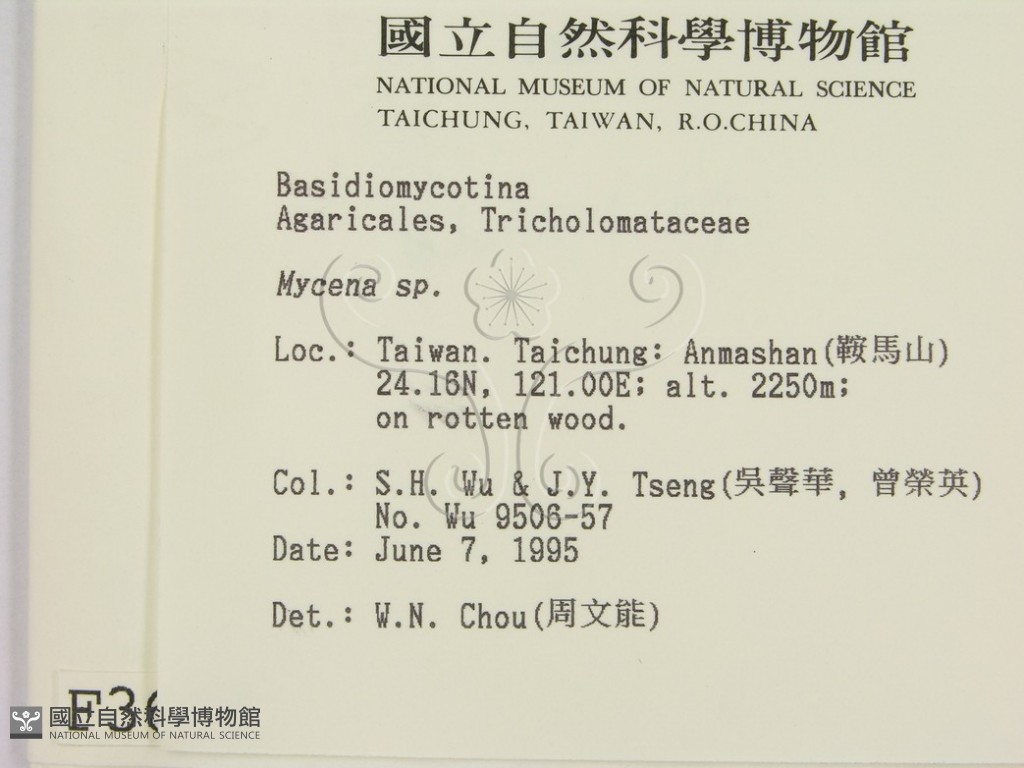 國立自然科學博物館
NATIONAL MUSEUM OF NATURAL SCIENCE
TAICHUNG, TAIWAN, R.O.CHINA
Basidiomycotina
Agaricales, Tricholomataceae
Mycena sp.
Loc.: Taiwan. Taichung: Anmashan(鞍馬山)
24.16N, 121.00E; alt. 2250m;
on rotten wood.
Col.: S.H. Wu & J.Y. Tseng(吳聲華, 曾榮英)
No. Wu 9506-57
Date: June 7, 1995
Det.: W.N. Chou(周文能)
國立自然科學博物館
NATIONAL MUSEUM OF NATURAL SCIENCE